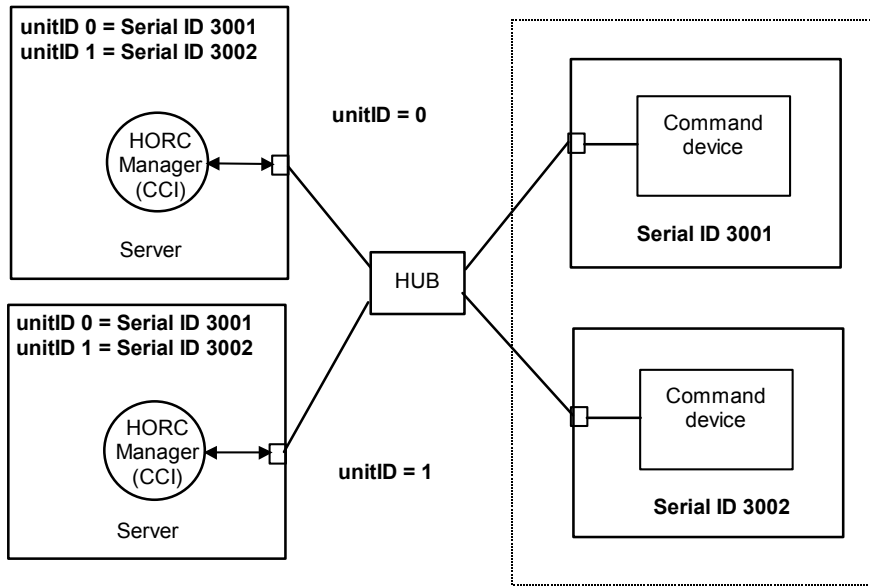 unitID 0 = Serial ID 3001
unitID 1 = Serial ID 3002
HORC
Manager
(CCI)
Server
unitID = 0
HUB
Command
device
Serial ID 3001
unitID 0 = Serial ID 3001
unitID 1 = Serial ID 3002
HORC
Manager
(CCI)
Server
unitID = 1
Command
device
Serial ID 3002